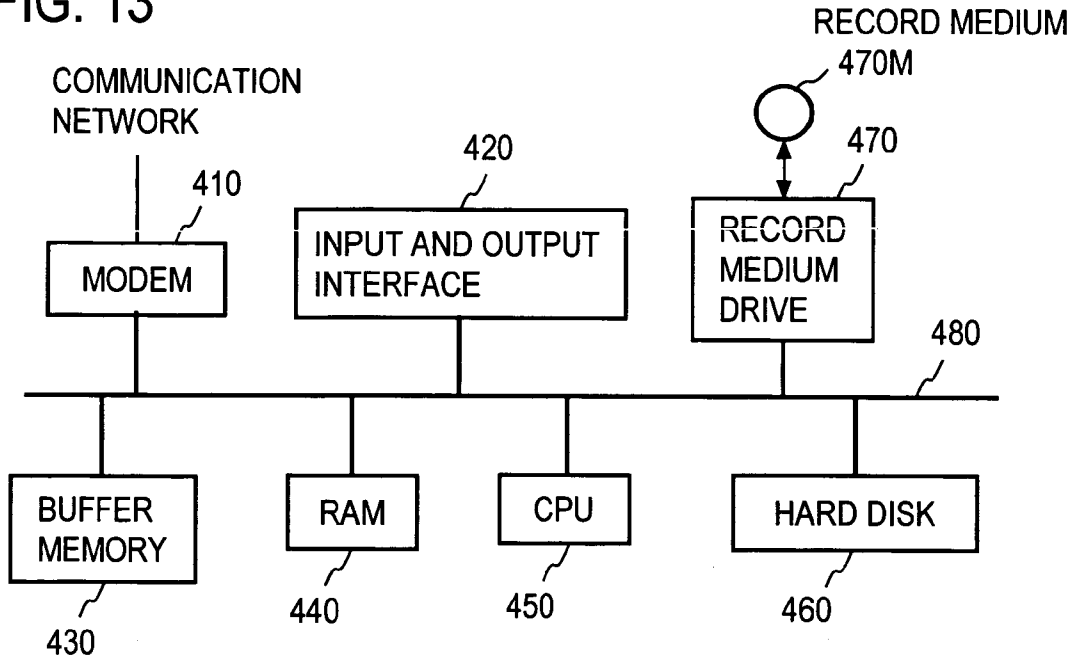 FIG. 13
RECORD MEDIUM
470M
COMMUNICATION
NETWORK
410
420
470
MODEM
INPUT AND OUTPUT
INTERFACE
RECORD
MEDIUM
DRIVE
480
BUFFER
MEMORY
RAM
CPU
HARD DISK
430
440
450
460